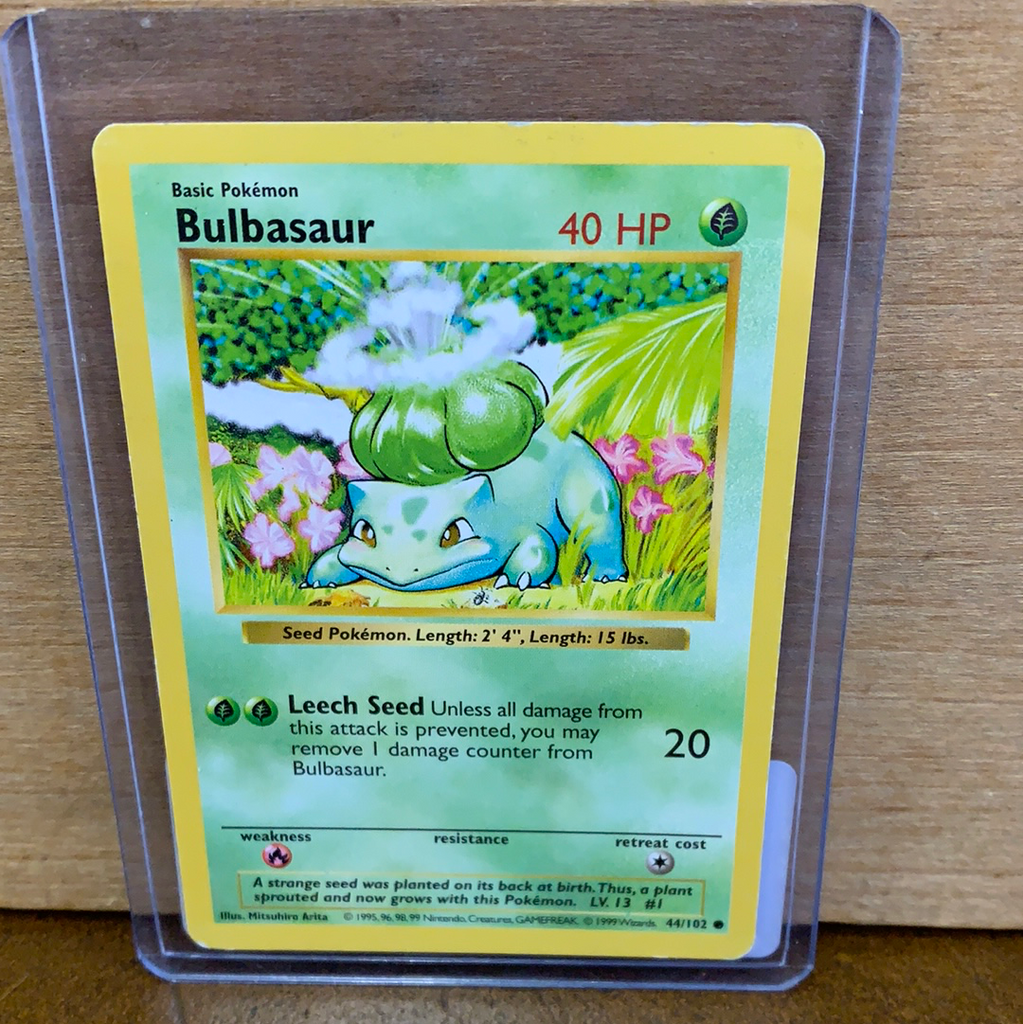 Basic Pokémon
Bulbasaur 40 HP
Seed Pokémon. Length: 2' 4", Length: 15 lbs.
Leech Seed Unless all damage from
this attack is prevented, you may
remove 1 damage counter from
Bulbasaur.
20
weakness resistance retreat cost
A strange seed was planted on its back at birth. Thus, a plant
sprouted and now grows with this Pokémon. LV. 13 #1
Illus. Mitsuhiro Arita © 1995, 96, 98, 99 Nintendo, Creatures, GAMEFREAK. © 1999 Wizards. 44/102